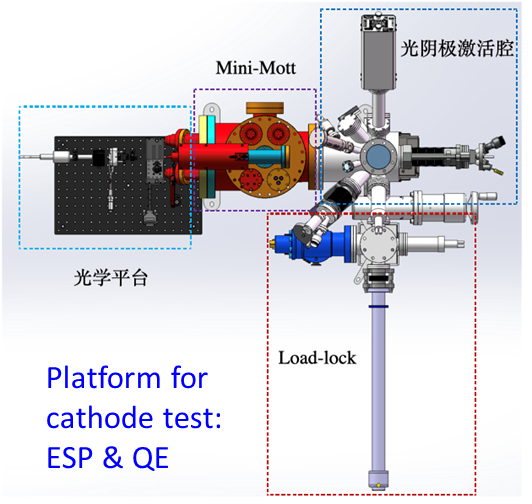 光阴极激活腔
Mini-Mott
光学平台
Load-lock
Platform for
cathode test:
ESP & QE